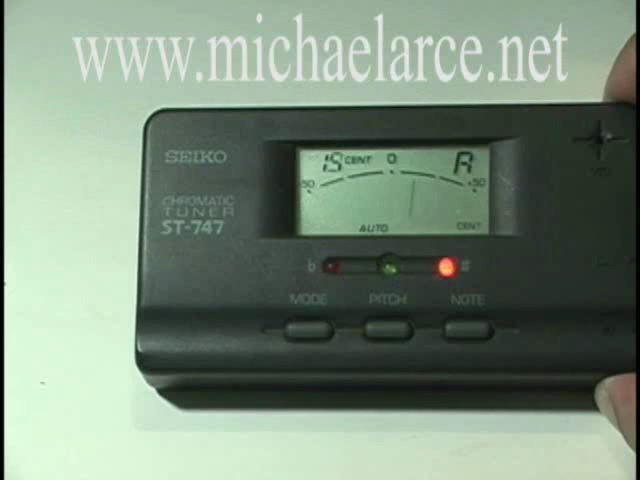 www.michaelarce.net
SEIKO
CHROMATIC
TUNER
ST-747
15 CENT 0 A
50 +50
AUTO CENT
b #
MODE PITCH NOTE